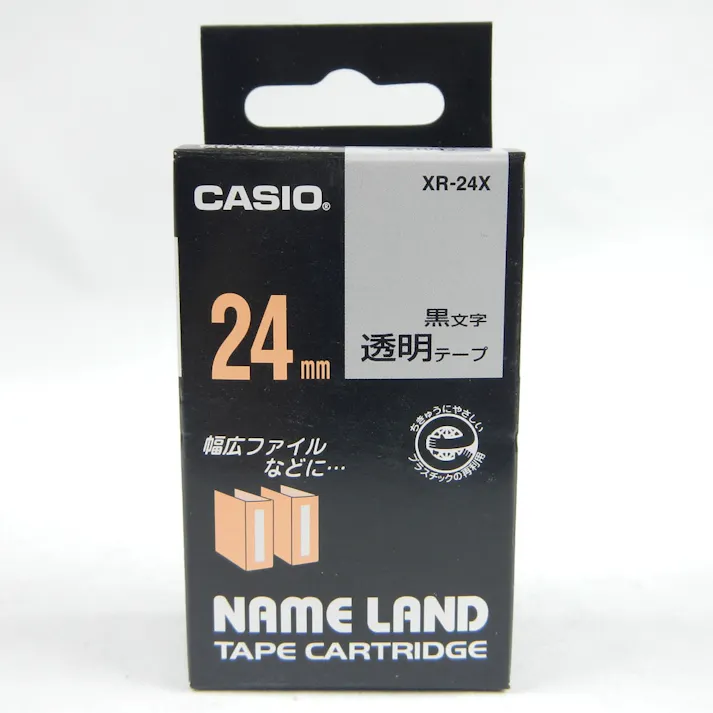 CASIO®
XR-24X
24mm
黒文字
透明テープ
ちきゅうにやさしい
e
プラスチックの再利用
幅広ファイル
などに…
NAME LAND
TAPE CARTRIDGE